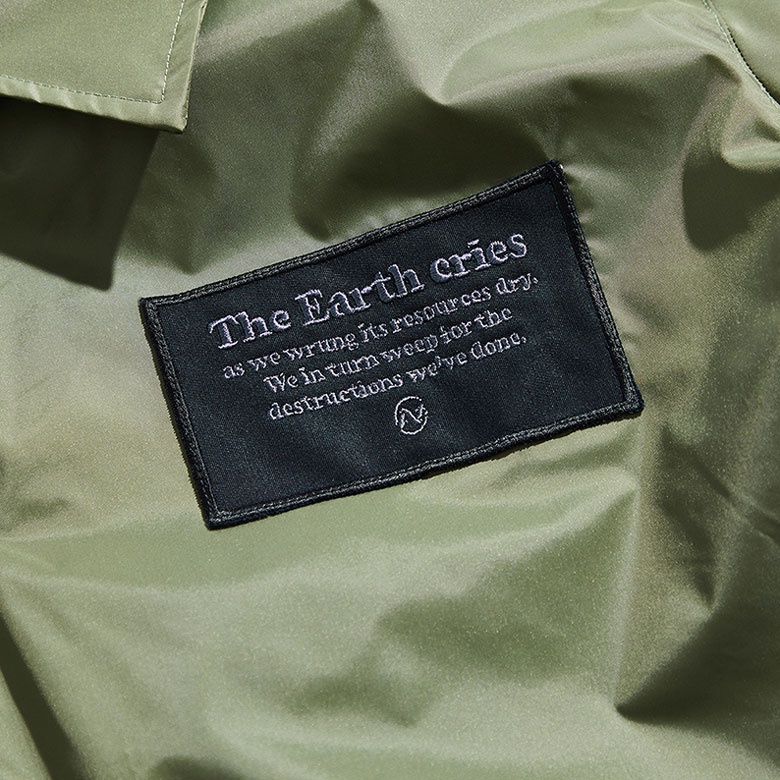 The Earth cries
as we wrung its resources dry.
We in turn weep for the
destructions we've done.
N